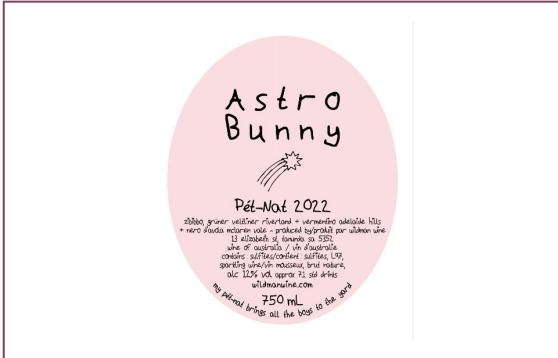 Astro
Bunny
Pét-Nat 2022
zibibbo, grüner veltliner riverland + vermentino adelaide hills
+ nero d'avola mclaren vale - produced by/produit par wildman wine
13 elizabeth st, tanunda sa 5352
wine of australia / vin d'australie
contains sulfites/contient: sulfites, L97,
sparkling wine/vin mousseux, brut nature,
alc 12% vol approx 7.1 std drinks
wildmanwine.com
750 mL
my pét-nat brings all the boys to the yard